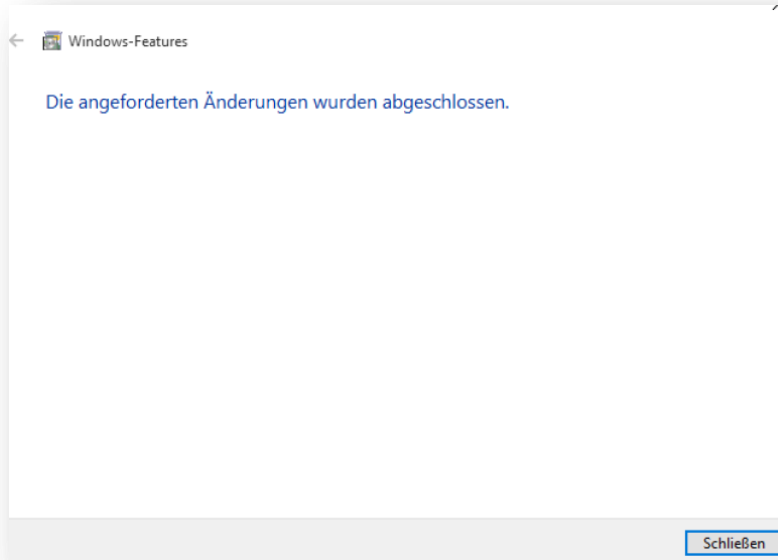 Windows-Features
Die angeforderten Änderungen wurden abgeschlossen.
Schließen